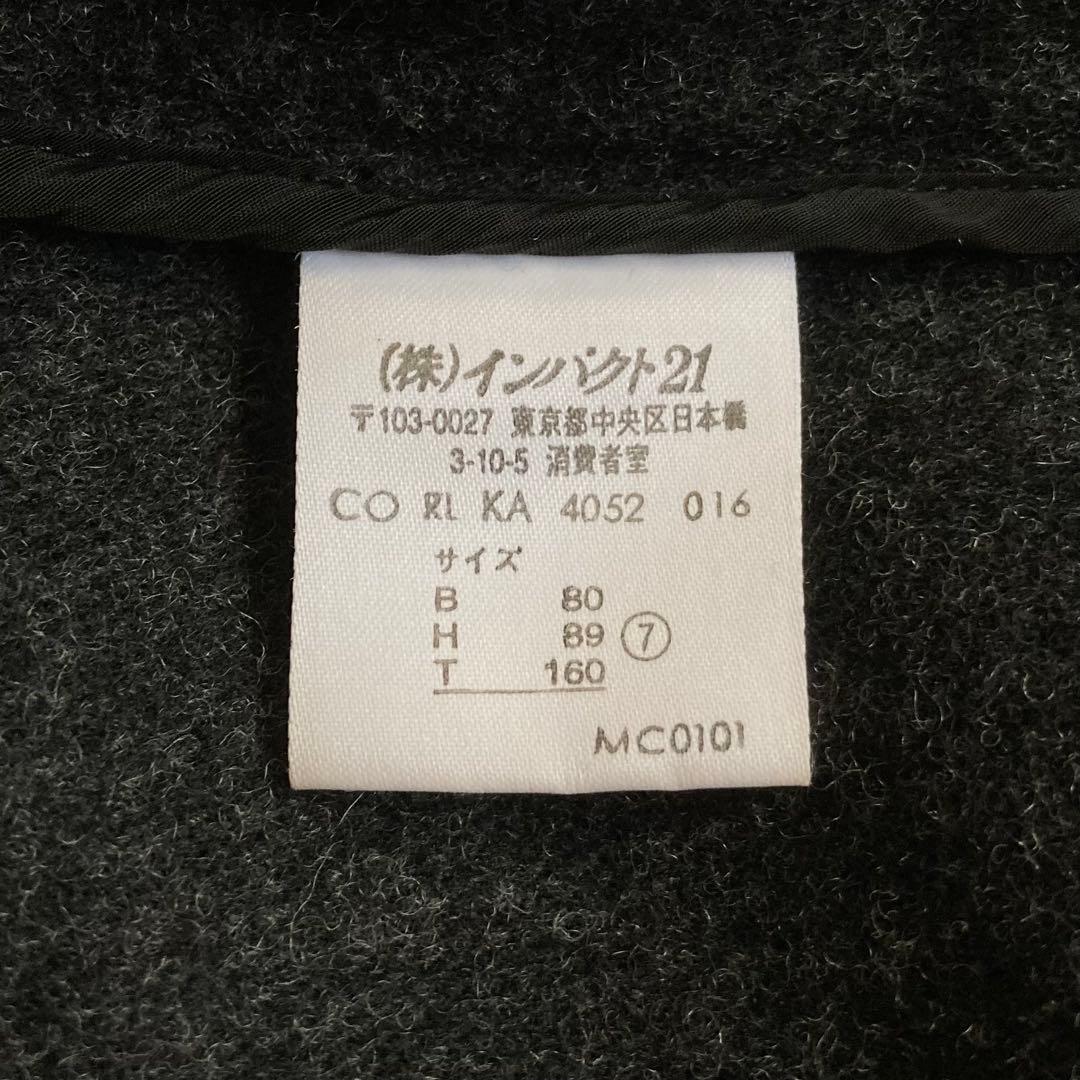 (株)インパクト21
〒103-0027 東京都中央区日本橋
3-10-5 消費者室
CO RL KA 4052 016
サイズ
B 80
H 89 ⑦
T 160
MC0101